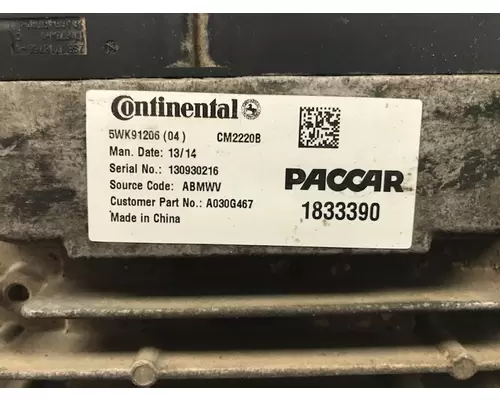 Continental
5WK91206 (04) CM2220B
Man. Date: 13/14
Serial No.: 130930216
Source Code: ABMWV
Customer Part No.: A030G467
Made in China
PACCAR
1833390